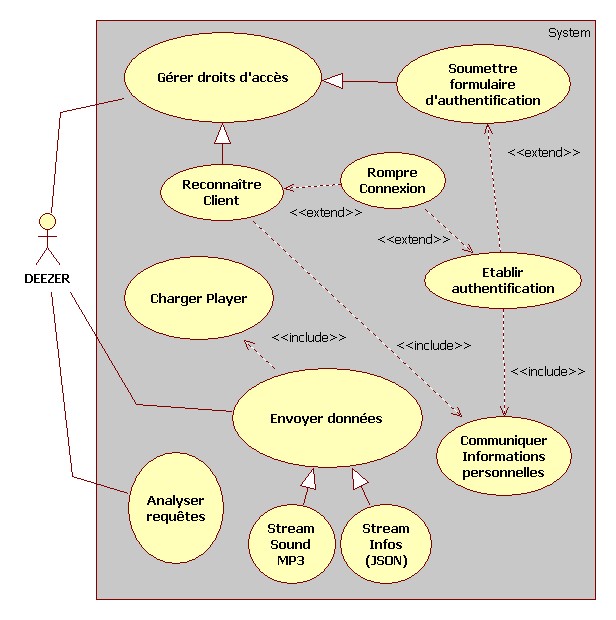 System
Gérer droits d'accès
Soumettre
formulaire
d'authentification
<<extend>>
Rompre
Connexion
Reconnaître
Client
<<extend>>
<<extend>>
DEEZER
Etablir
authentification
Charger Player
<<include>>
<<include>>
<<include>>
Envoyer données
Communiquer
Informations
personnelles
Analyser
requêtes
Stream
Sound
MP3
Stream
Infos
(JSON)